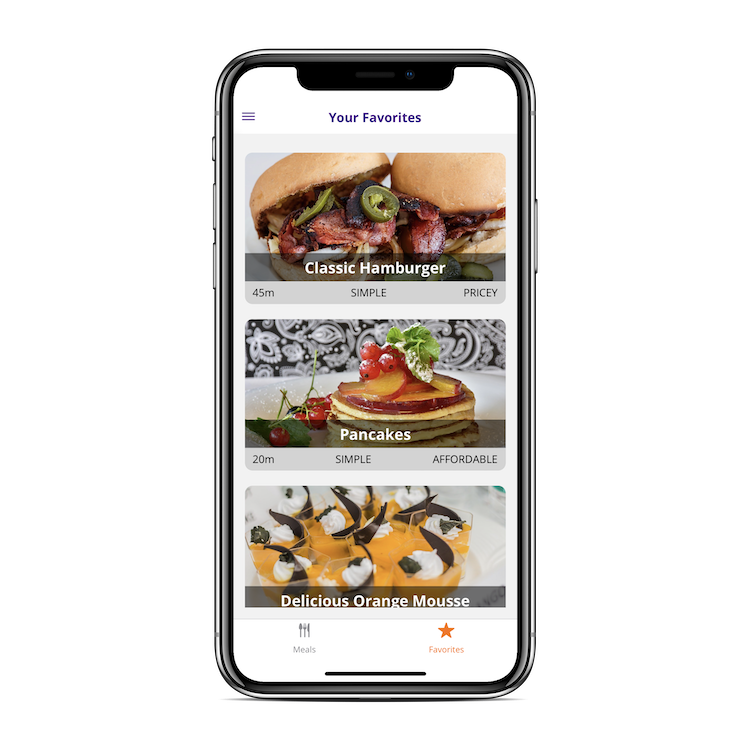 Your Favorites
Classic Hamburger
45m SIMPLE PRICEY
Pancakes
20m SIMPLE AFFORDABLE
Delicious Orange Mousse
Meals Favorites